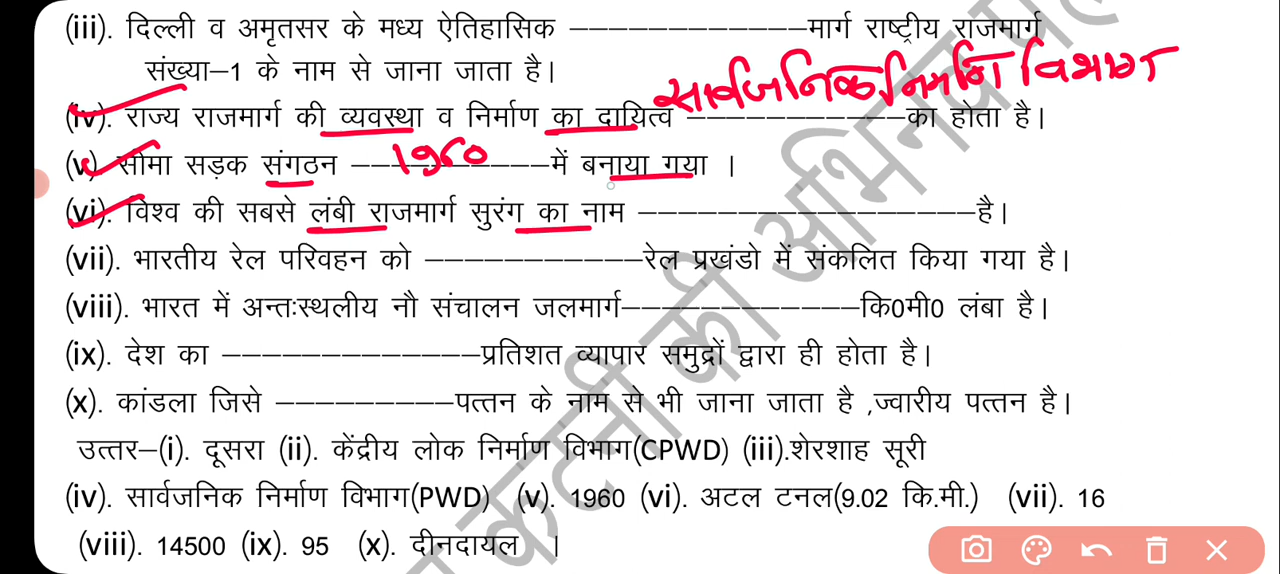 (iii). दिल्ली व अमृतसर के मध्य ऐतिहासिक ––––––––––––मार्ग राष्ट्रीय राजमार्ग
संख्या–1 के नाम से जाना जाता है।
सार्वजनिक निर्माण विभाग
(iv). राज्य राजमार्ग की व्यवस्था व निर्माण का दायित्व –––––––––––को होता है।
(v). सीमा सड़क संगठन ––1960––––में बनाया गया ।
(vi). विश्व की सबसे लंबी राजमार्ग सुरंग का नाम –––––––––––––––––है।
(vii). भारतीय रेल परिवहन को –––––––––––रेल प्रखंडो में संकलित किया गया है।
(viii). भारत में अन्तःस्थलीय नौ संचालन जलमार्ग––––––––––––कि0मी0 लंबा है।
(ix). देश का –––––––––––––प्रतिशत व्यापार समुद्रों द्वारा ही होता है।
(x). कांडला जिसे –––––––––पत्तन के नाम से भी जाना जाता है ,ज्वारीय पत्तन है।
उत्तर–(i). दूसरा (ii). केंद्रीय लोक निर्माण विभाग(CPWD) (iii).शेरशाह सूरी
(iv). सार्वजनिक निर्माण विभाग(PWD) (v). 1960 (vi). अटल टनल(9.02 कि.मी.) (vii). 16
(viii). 14500 (ix). 95 (x). दीनदयाल ।
कटनी की अभिनव